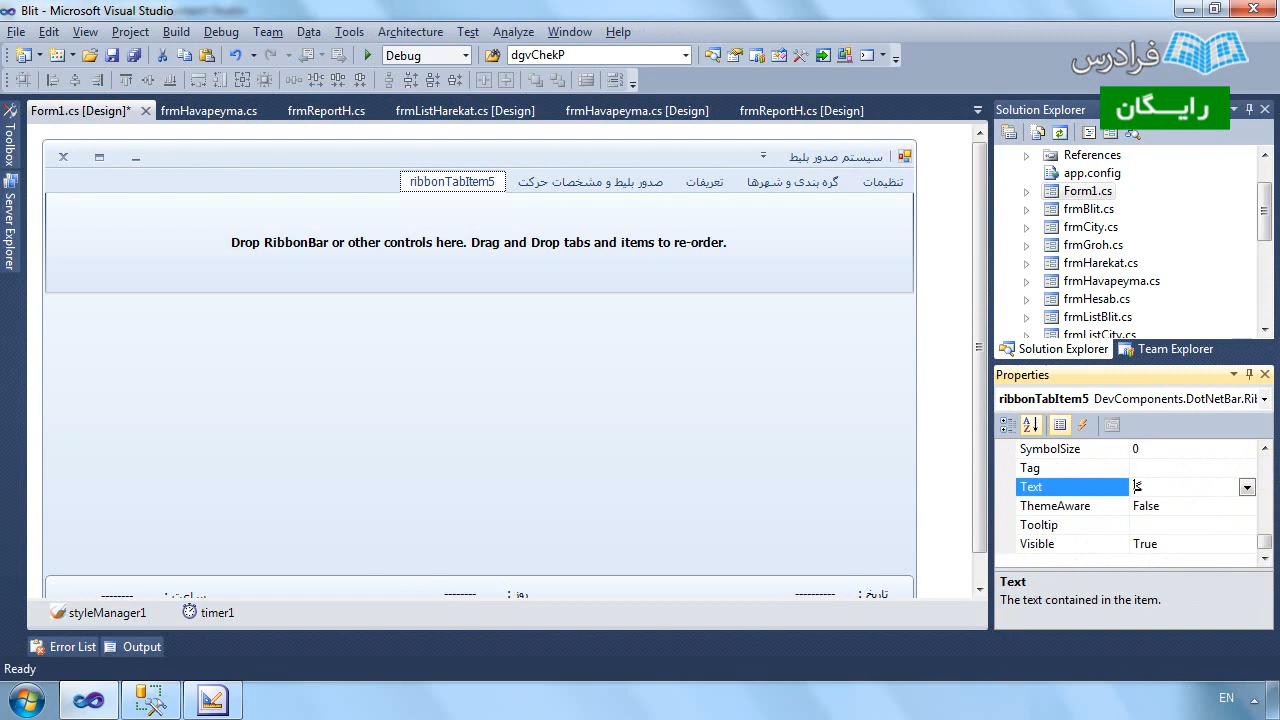 Blit - Microsoft Visual Studio
File Edit View Project Build Debug Team Data Tools Architecture Test Analyze Window Help
Debug dgvChekP
فرادرس
رایـــگان
Form1.cs [Design]* frmHavapeyma.cs frmReportH.cs frmListHarekat.cs [Design] frmHavapeyma.cs [Design] frmReportH.cs [Design]
Toolbox
Server Explorer
سیستم صدور بلیط
تنظیمات گره بندی و شهرها تعریفات صدور بلیط و مشخصات حرکت ribbonTabItem5
Drop RibbonBar or other controls here. Drag and Drop tabs and items to re-order.
تاریخ : ---------- روز : -------- ساعت : --------
styleManager1 timer1
Solution Explorer
References
app.config
Form1.cs
frmBlit.cs
frmCity.cs
frmGroh.cs
frmHarekat.cs
frmHavapeyma.cs
frmHesab.cs
frmListBlit.cs
frmListCity.cs
Solution Explorer Team Explorer
Properties
ribbonTabItem5 DevComponents.DotNetBar.Rib
SymbolSize 0
Tag
Text
ThemeAware False
Tooltip
Visible True
Text
The text contained in the item.
Error List Output
Ready
EN